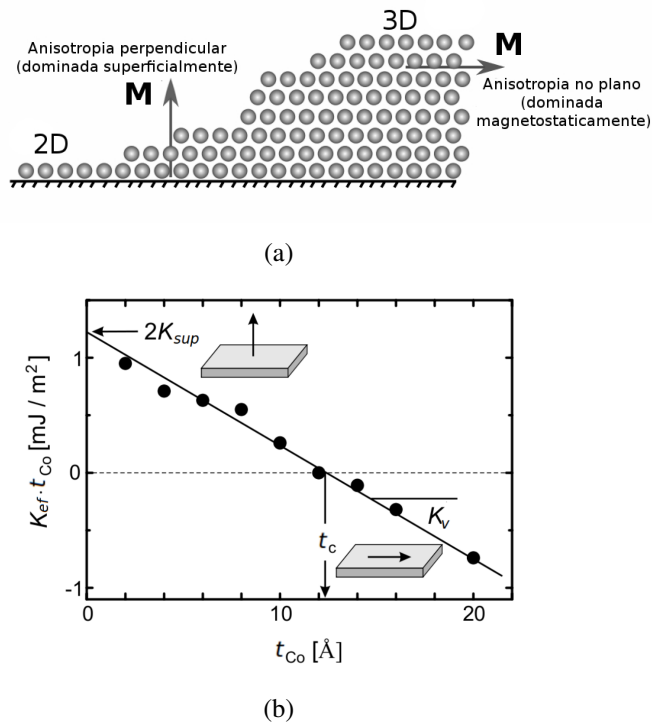 3D
Anisotropia perpendicular
(dominada superficialmente)
M
M
Anisotropia no plano
(dominada
magnetostaticamente)
2D
(a)
2K_sup
1
0
-1
K_ef·t_Co [mJ / m²]
K_v
t_c
0 10 20
t_Co [Å]
(b)